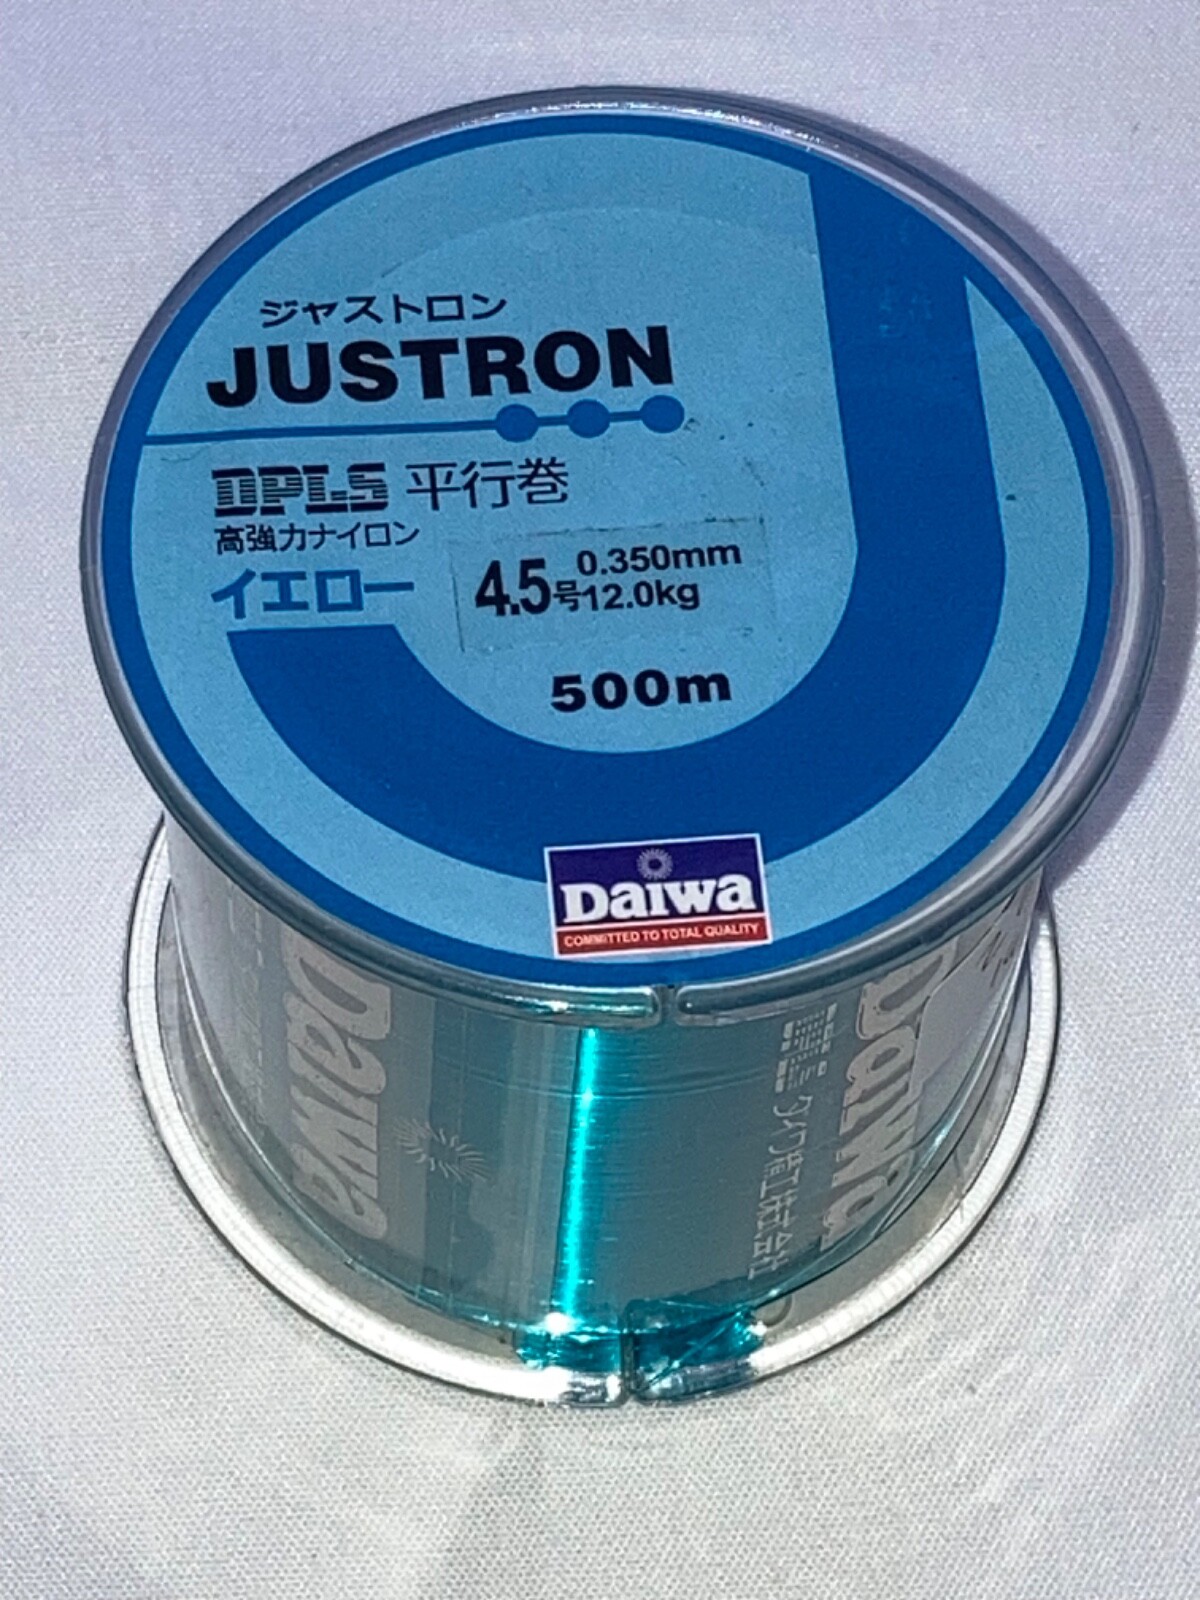 ジャストロン
JUSTRON
DPLS 平行巻
高強力ナイロン
イエロー
4.5号
0.350mm
12.0kg
500m
Daiwa
COMMITTED TO TOTAL QUALITY
Daiwa
Daiwa